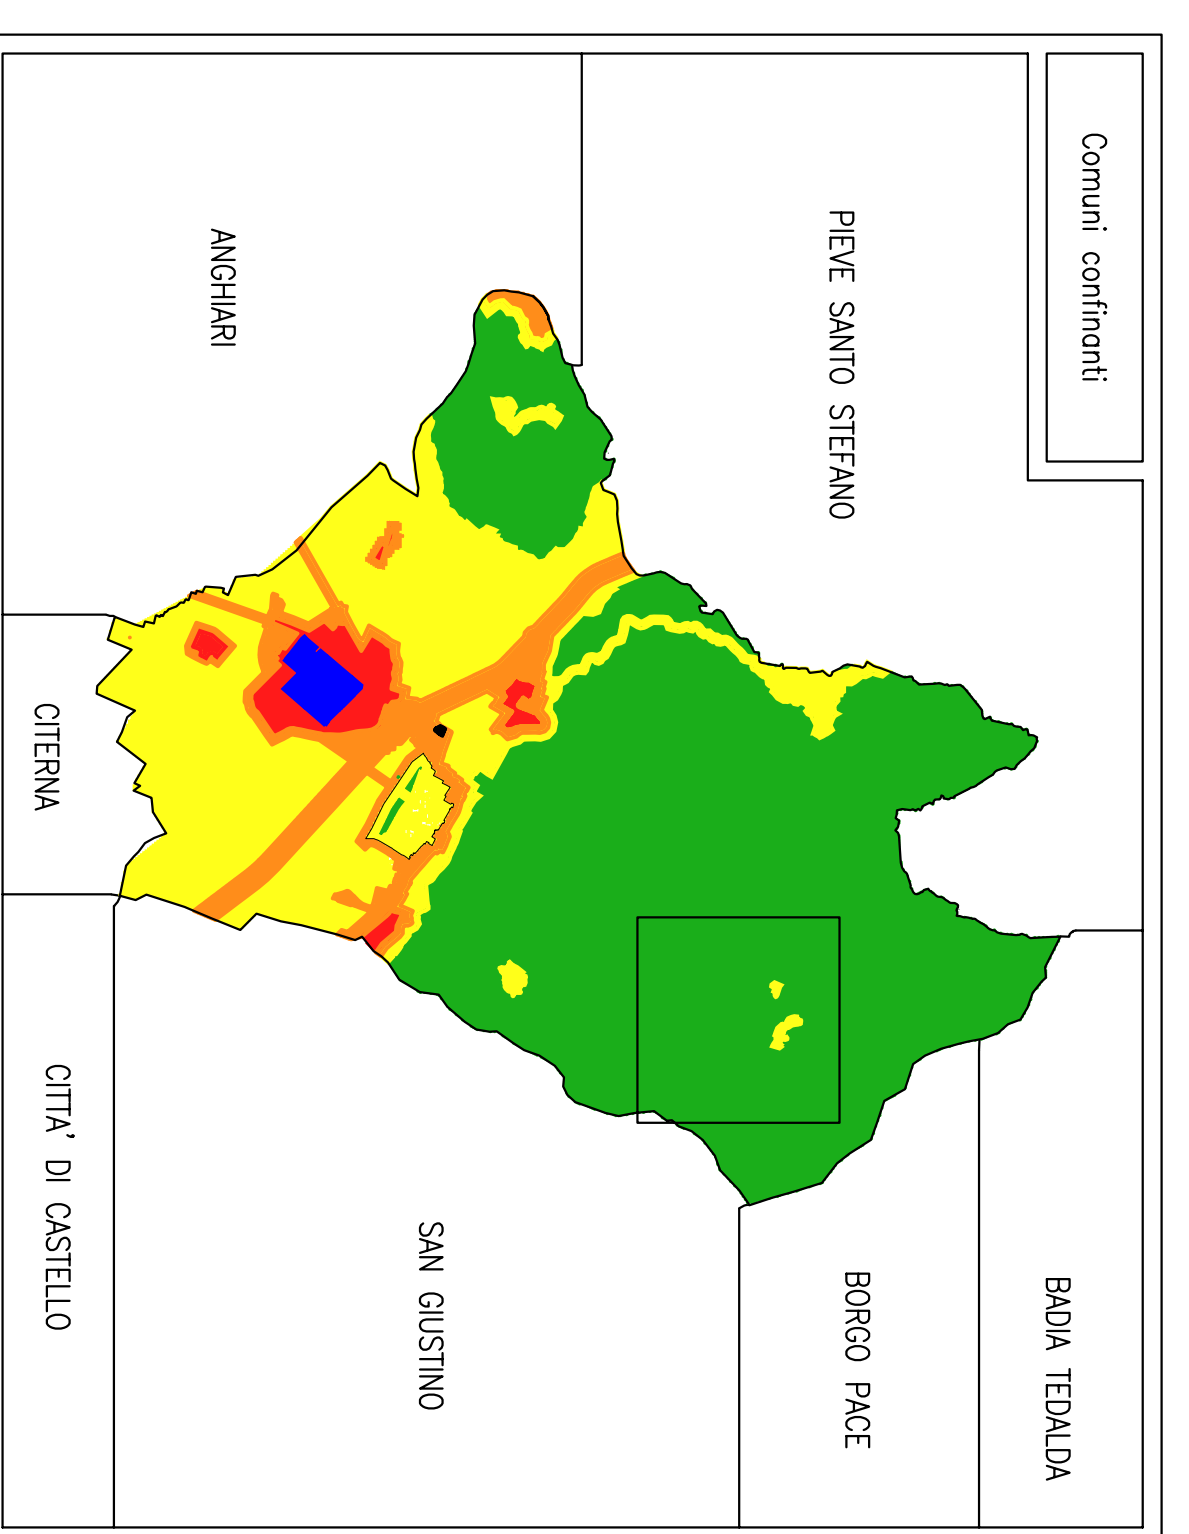 Comuni confinanti
PIEVE SANTO STEFANO
BADIA TEDALDA
BORGO PACE
ANGHIARI
SAN GIUSTINO
CITERNA
CITTA' DI CASTELLO